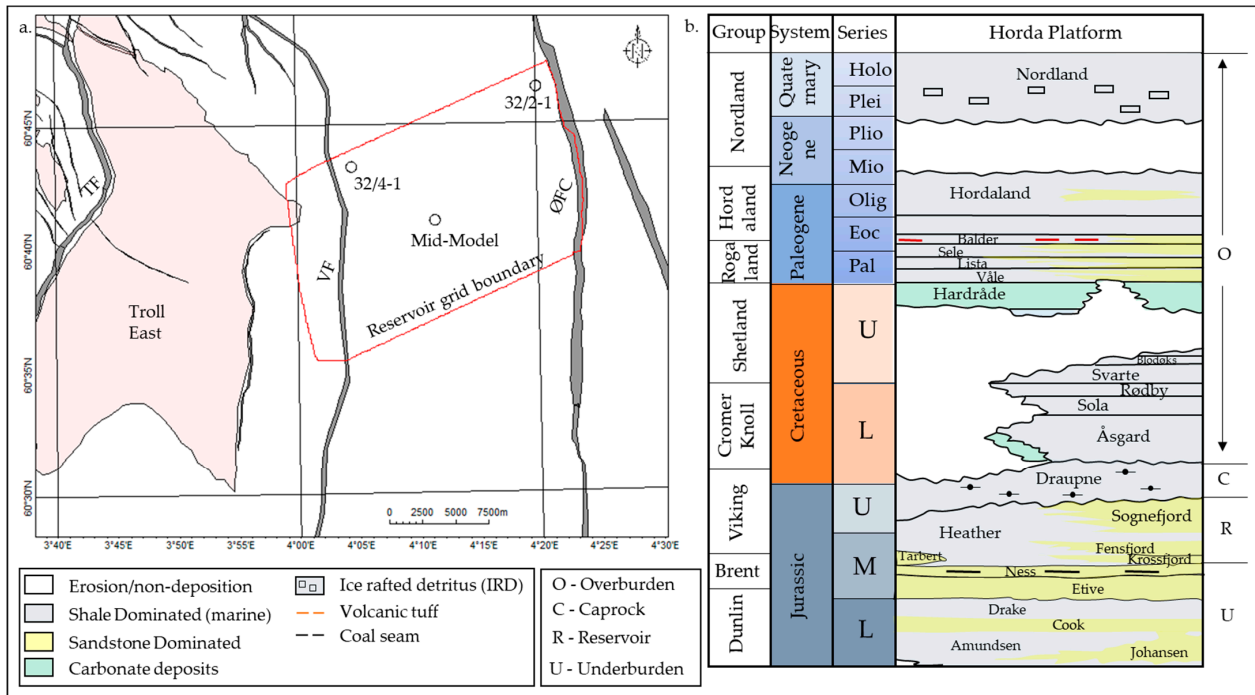 a.
60°45'N
60°40'N
60°35'N
60°30'N
TF
32/2-1
32/4-1
Mid-Model
ØFC
VF
Reservoir grid boundary
Troll
East
N
0 2500 5000 7500m
3°40'E 3°45'E 3°50'E 3°55'E 4°00'E 4°05'E 4°10'E 4°15'E 4°20'E 4°25'E 4°30'E
Erosion/non-deposition
Shale Dominated (marine)
Sandstone Dominated
Carbonate deposits
Ice rafted detritus (IRD)
Volcanic tuff
Coal seam
O - Overburden
C - Caprock
R - Reservoir
U - Underburden
b.
Group System Series Horda Platform
Nordland
Hord
aland
Roga
land
Shetland
Cromer
Knoll
Viking
Brent
Dunlin
Quate
rnary
Neoge
ne
Paleogene
Cretaceous
Jurassic
Holo
Plei
Plio
Mio
Olig
Eoc
Pal
U
L
U
M
L
Nordland
Hordaland
Balder
Sele
Lista
Våle
Hardråde
Blodøks
Svarte
Rødby
Sola
Åsgard
Draupne
Sognefjord
Heather
Fensfjord
Tarbert
Krossfjord
Ness
Etive
Drake
Cook
Amundsen
Johansen
O
C
R
U